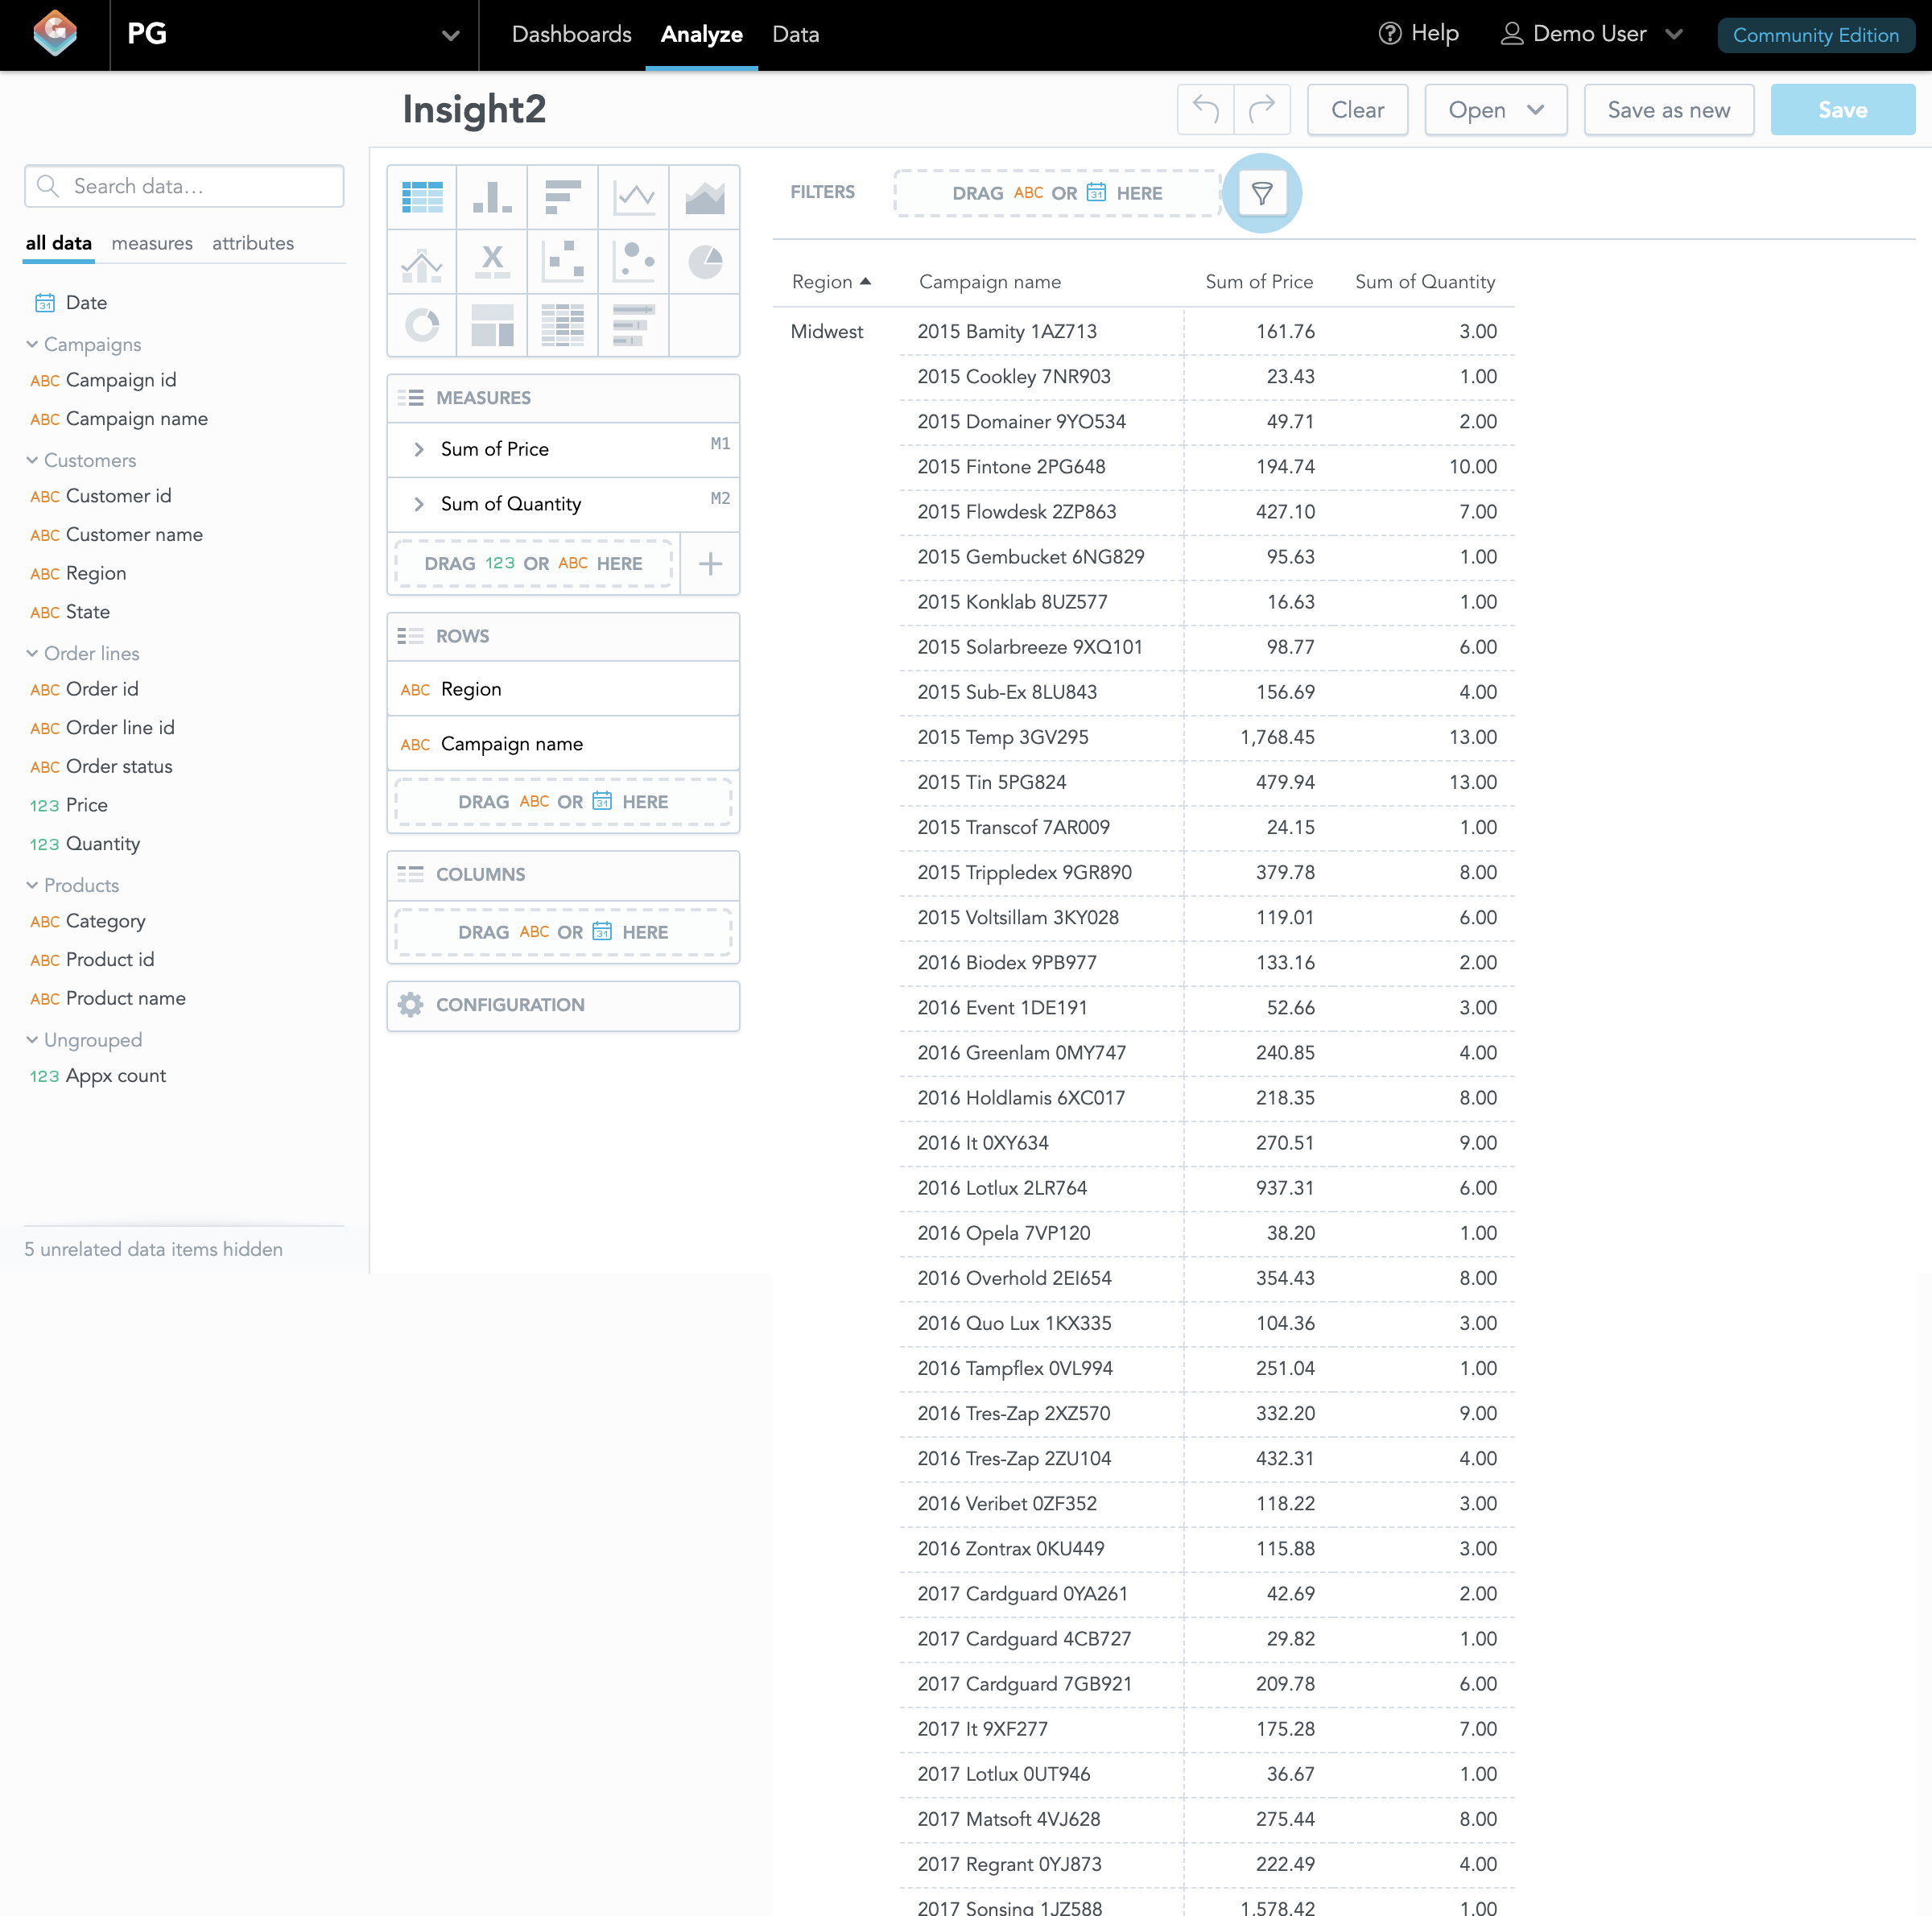 PG
Dashboards Analyze Data
Help Demo User Community Edition
Insight2
Clear Open Save as new Save
Search data...
all data measures attributes
31 Date
Campaigns
ABC Campaign id
ABC Campaign name
Customers
ABC Customer id
ABC Customer name
ABC Region
ABC State
Order lines
ABC Order id
ABC Order line id
ABC Order status
123 Price
123 Quantity
Products
ABC Category
ABC Product id
ABC Product name
Ungrouped
123 Appx count
5 unrelated data items hidden
X
MEASURES
Sum of Price M1
Sum of Quantity M2
DRAG 123 OR ABC HERE
ROWS
ABC Region
ABC Campaign name
DRAG ABC OR 31 HERE
COLUMNS
DRAG ABC OR 31 HERE
CONFIGURATION
FILTERS DRAG ABC OR 31 HERE
Region Campaign name Sum of Price Sum of Quantity
Midwest 2015 Bamity 1AZ713 161.76 3.00
2015 Cookley 7NR903 23.43 1.00
2015 Domainer 9YO534 49.71 2.00
2015 Fintone 2PG648 194.74 10.00
2015 Flowdesk 2ZP863 427.10 7.00
2015 Gembucket 6NG829 95.63 1.00
2015 Konklab 8UZ577 16.63 1.00
2015 Solarbreeze 9XQ101 98.77 6.00
2015 Sub-Ex 8LU843 156.69 4.00
2015 Temp 3GV295 1,768.45 13.00
2015 Tin 5PG824 479.94 13.00
2015 Transcof 7AR009 24.15 1.00
2015 Trippledex 9GR890 379.78 8.00
2015 Voltsillam 3KY028 119.01 6.00
2016 Biodex 9PB977 133.16 2.00
2016 Event 1DE191 52.66 3.00
2016 Greenlam 0MY747 240.85 4.00
2016 Holdlamis 6XC017 218.35 8.00
2016 It 0XY634 270.51 9.00
2016 Lotlux 2LR764 937.31 6.00
2016 Opela 7VP120 38.20 1.00
2016 Overhold 2EI654 354.43 8.00
2016 Quo Lux 1KX335 104.36 3.00
2016 Tampflex 0VL994 251.04 1.00
2016 Tres-Zap 2XZ570 332.20 9.00
2016 Tres-Zap 2ZU104 432.31 4.00
2016 Veribet 0ZF352 118.22 3.00
2016 Zontrax 0KU449 115.88 3.00
2017 Cardguard 0YA261 42.69 2.00
2017 Cardguard 4CB727 29.82 1.00
2017 Cardguard 7GB921 209.78 6.00
2017 It 9XF277 175.28 7.00
2017 Lotlux 0UT946 36.67 1.00
2017 Matsoft 4VJ628 275.44 8.00
2017 Regrant 0YJ873 222.49 4.00
2017 Sonsing 1JZ588 1,578.42 1.00